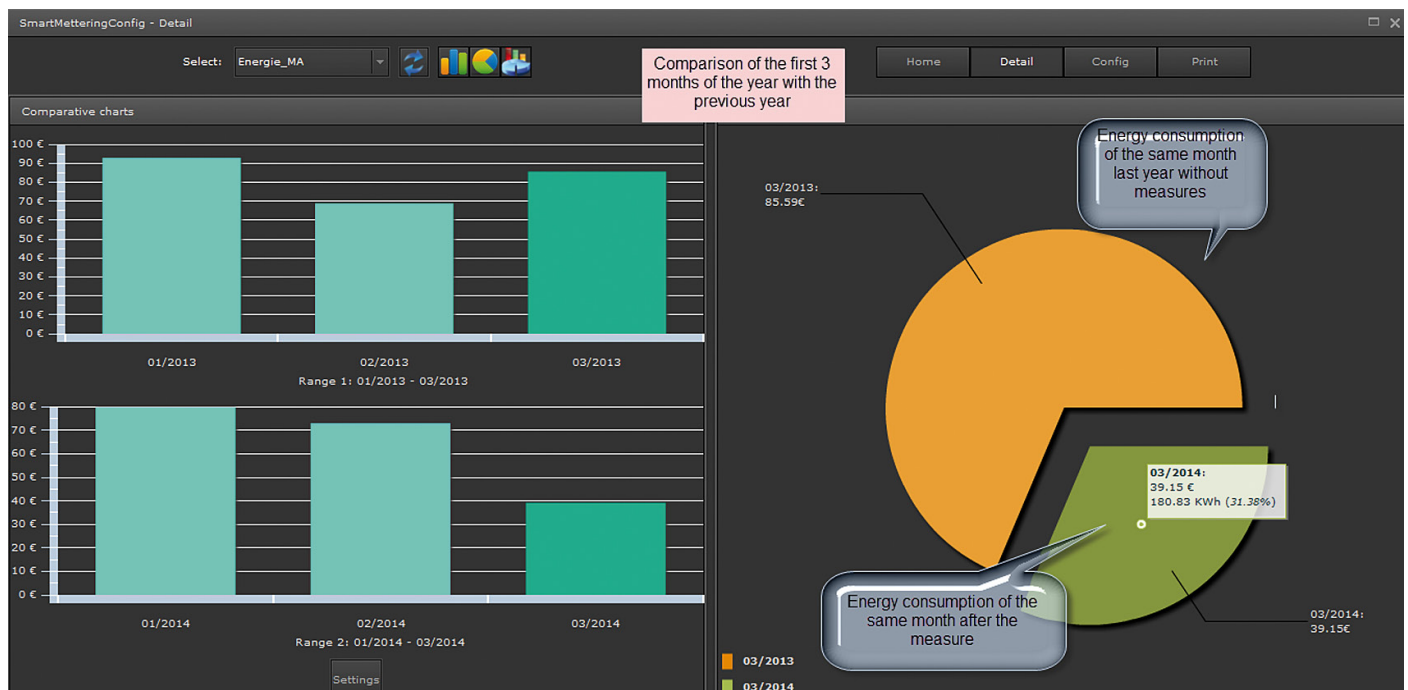 SmartMetteringConfig - Detail
Select: Energie_MA
Comparison of the first 3
months of the year with the
previous year
Home Detail Config Print
Comparative charts
100 €
90 €
80 €
70 €
60 €
50 €
40 €
30 €
20 €
10 €
0 €
01/2013 02/2013 03/2013
Range 1: 01/2013 - 03/2013
80 €
70 €
60 €
50 €
40 €
30 €
20 €
10 €
0 €
01/2014 02/2014 03/2014
Range 2: 01/2014 - 03/2014
Settings
Energy consumption
of the same month
last year without
measures
03/2013:
85.59€
03/2014:
39.15 €
180.83 KWh (31.38%)
Energy consumption of the
same month after the
measure
03/2014:
39.15€
03/2013
03/2014